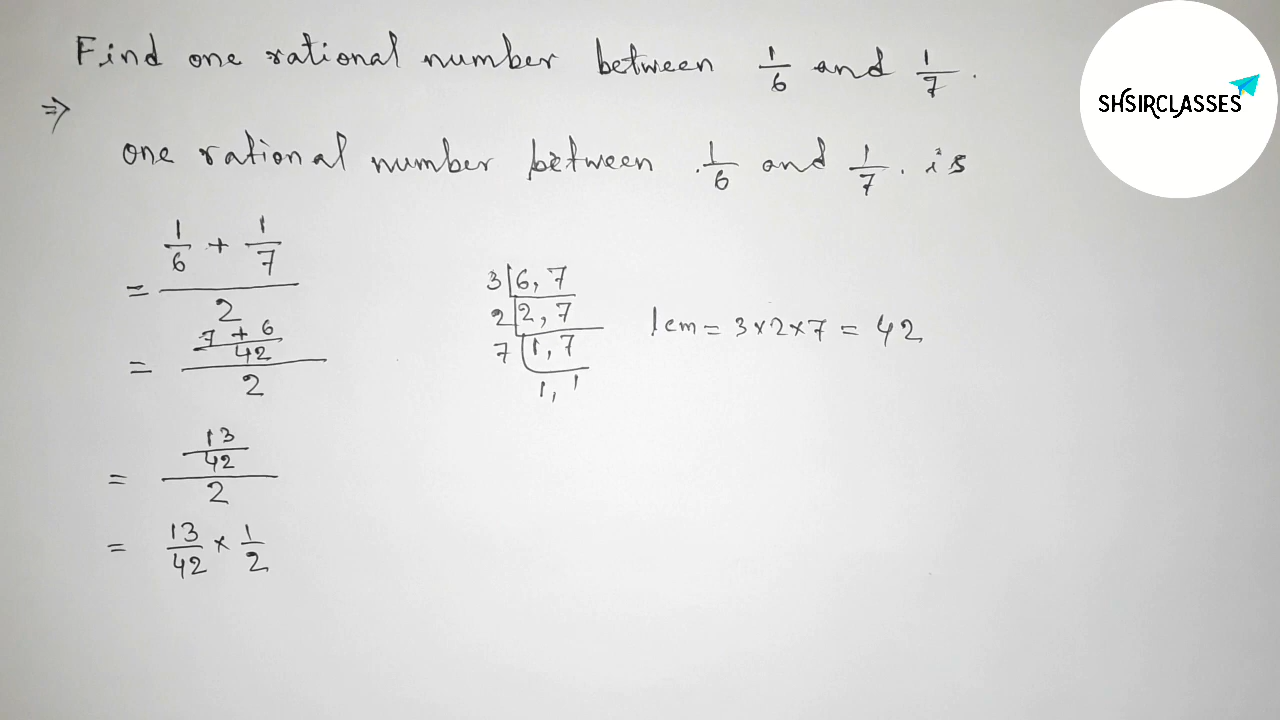 Find one rational number between 1/6 and 1/7.
SHSIRCLASSES
⇒
one rational number between 1/6 and 1/7. is
= (1/6 + 1/7)/2
3|6, 7
2|2, 7
7|1, 7
1, 1
lcm = 3×2×7 = 42
= ((7+6)/42)/2
= (13/42)/2
= 13/42 × 1/2